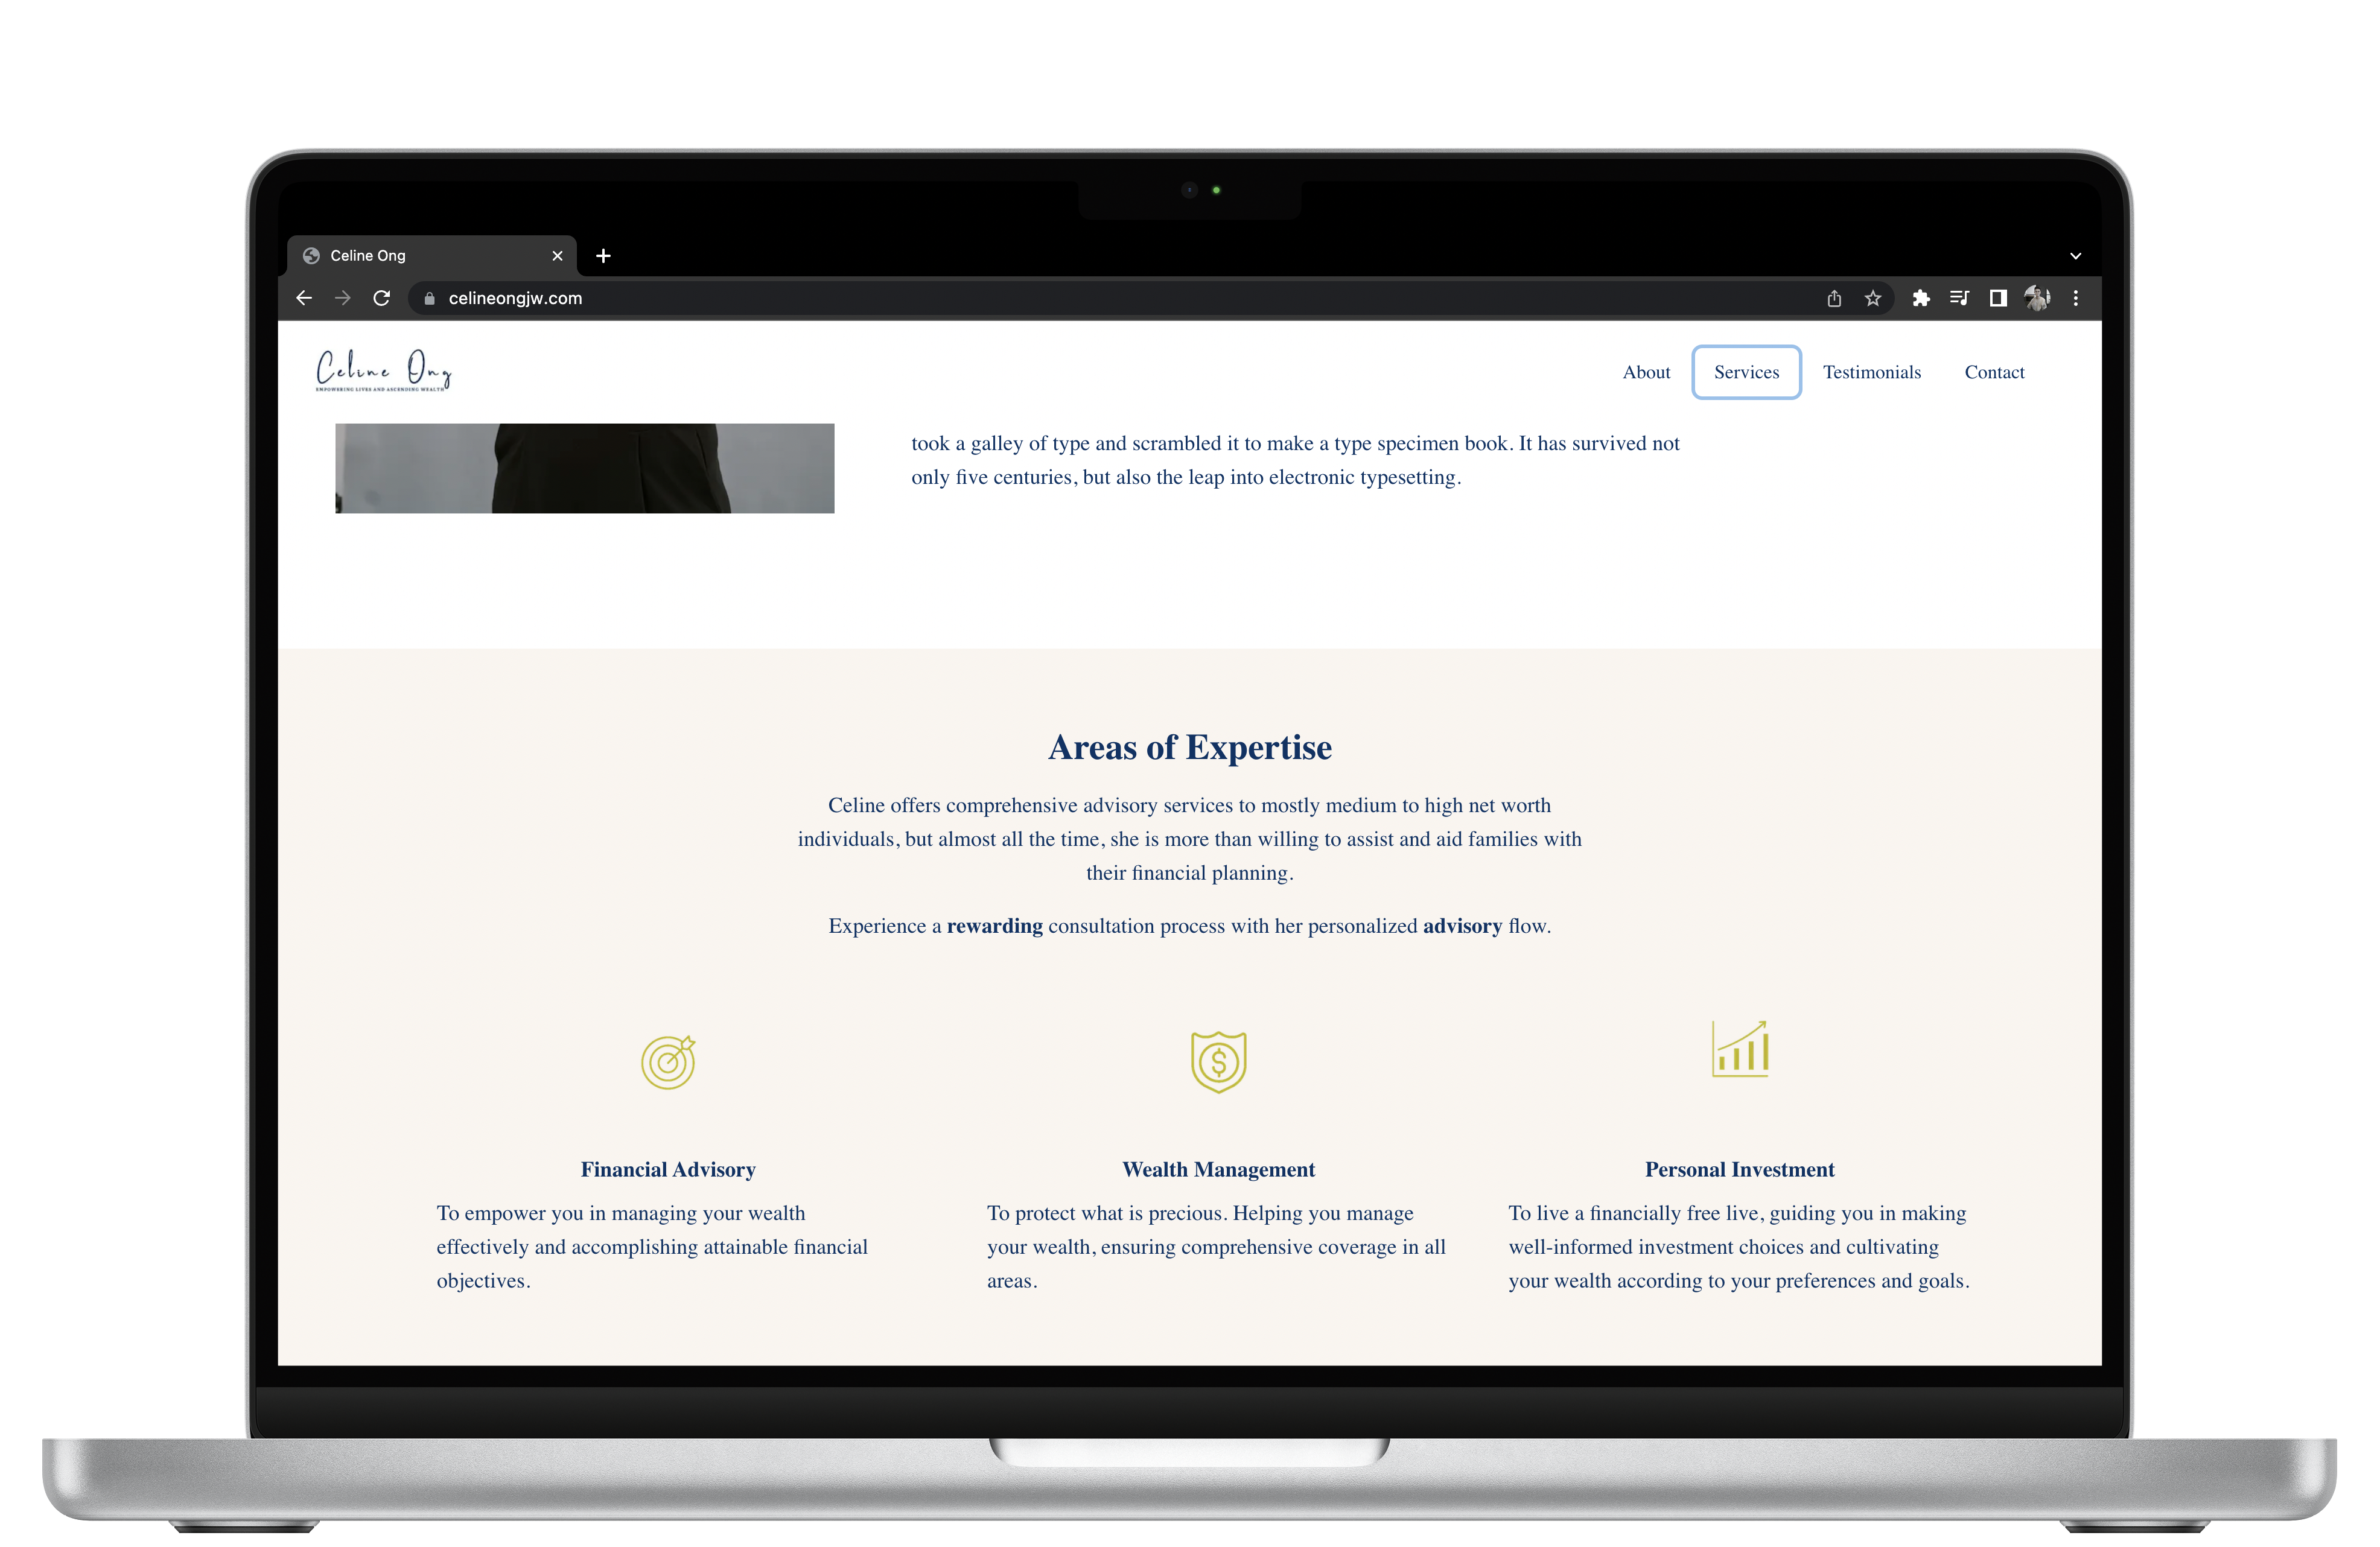 Celine Ong
celineongjw.com
Celine Ong
EMPOWERING LIVES AND ASCENDING WEALTH
About Services Testimonials Contact
took a galley of type and scrambled it to make a type specimen book. It has survived not
only five centuries, but also the leap into electronic typesetting.
Areas of Expertise
Celine offers comprehensive advisory services to mostly medium to high net worth
individuals, but almost all the time, she is more than willing to assist and aid families with
their financial planning.
Experience a rewarding consultation process with her personalized advisory flow.
$
Financial Advisory
To empower you in managing your wealth
effectively and accomplishing attainable financial
objectives.
Wealth Management
To protect what is precious. Helping you manage
your wealth, ensuring comprehensive coverage in all
areas.
Personal Investment
To live a financially free live, guiding you in making
well-informed investment choices and cultivating
your wealth according to your preferences and goals.